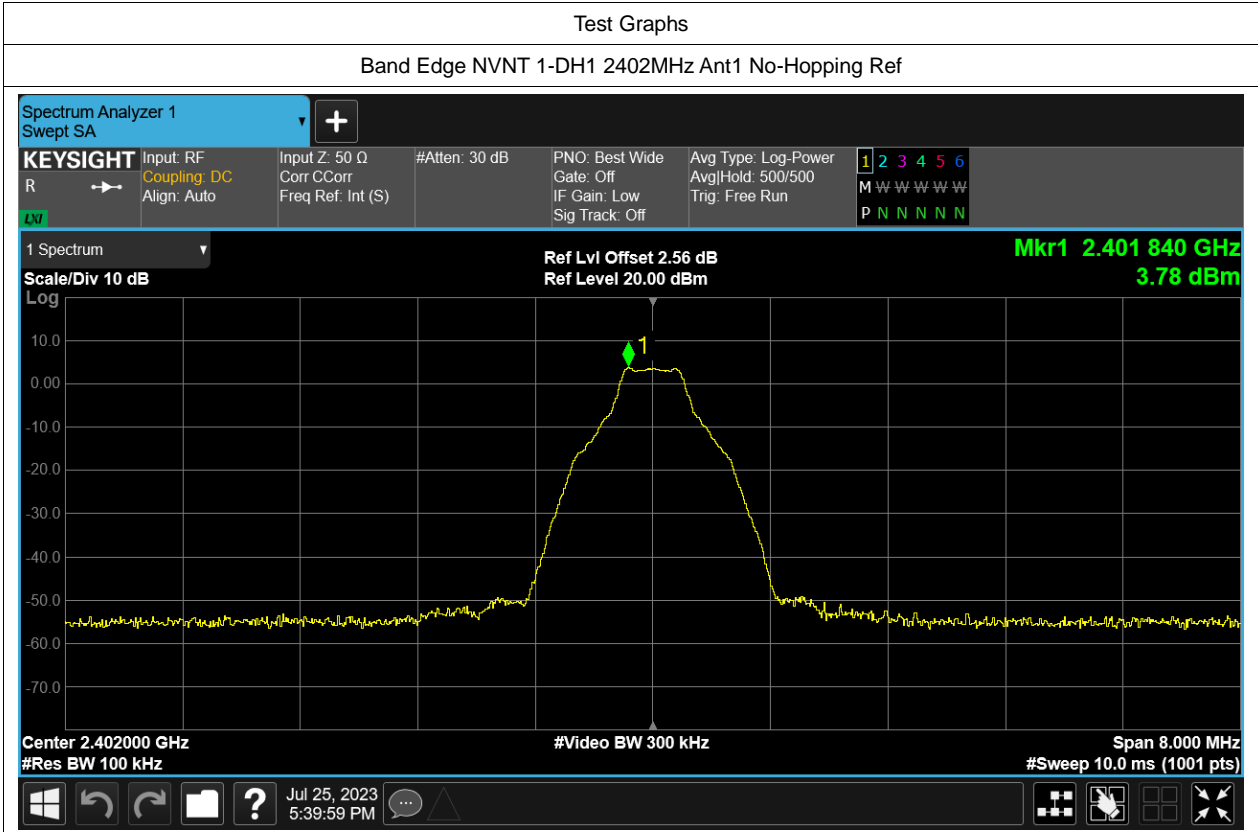 Test Graphs
Band Edge NVNT 1-DH1 2402MHz Ant1 No-Hopping Ref
Spectrum Analyzer 1
Swept SA
+
KEYSIGHT
R
LXI
Input: RF
Coupling: DC
Align: Auto
Input Z: 50 Ω
Corr CCorr
Freq Ref: Int (S)
#Atten: 30 dB
PNO: Best Wide
Gate: Off
IF Gain: Low
Sig Track: Off
Avg Type: Log-Power
Avg|Hold: 500/500
Trig: Free Run
1 2 3 4 5 6
M W W W W W
P N N N N N
1 Spectrum
Scale/Div 10 dB
Log
Ref Lvl Offset 2.56 dB
Ref Level 20.00 dBm
Mkr1 2.401 840 GHz
3.78 dBm
1
10.0
0.00
-10.0
-20.0
-30.0
-40.0
-50.0
-60.0
-70.0
Center 2.402000 GHz
#Res BW 100 kHz
#Video BW 300 kHz
Span 8.000 MHz
#Sweep 10.0 ms (1001 pts)
?
Jul 25, 2023
5:39:59 PM